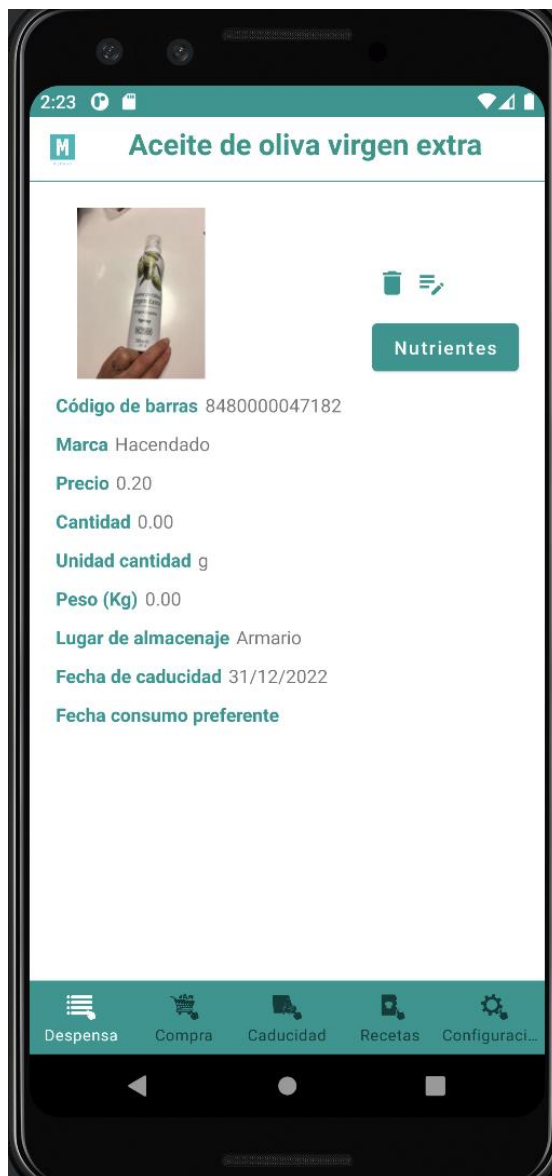 2:23
M
Aceite de oliva virgen extra
Nutrientes
Código de barras 8480000047182
Marca Hacendado
Precio 0.20
Cantidad 0.00
Unidad cantidad g
Peso (Kg) 0.00
Lugar de almacenaje Armario
Fecha de caducidad 31/12/2022
Fecha consumo preferente
Despensa Compra Caducidad Recetas Configuraci...